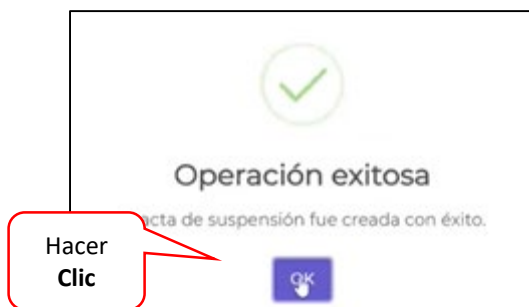 Operación exitosa
acta de suspensión fue creada con éxito.
Hacer
Clic
OK